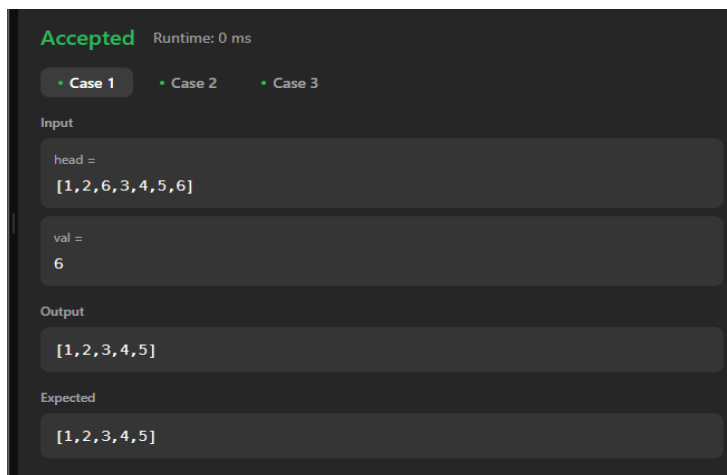 Accepted Runtime: 0 ms
• Case 1 • Case 2 • Case 3
Input
head =
[1,2,6,3,4,5,6]
val =
6
Output
[1,2,3,4,5]
Expected
[1,2,3,4,5]